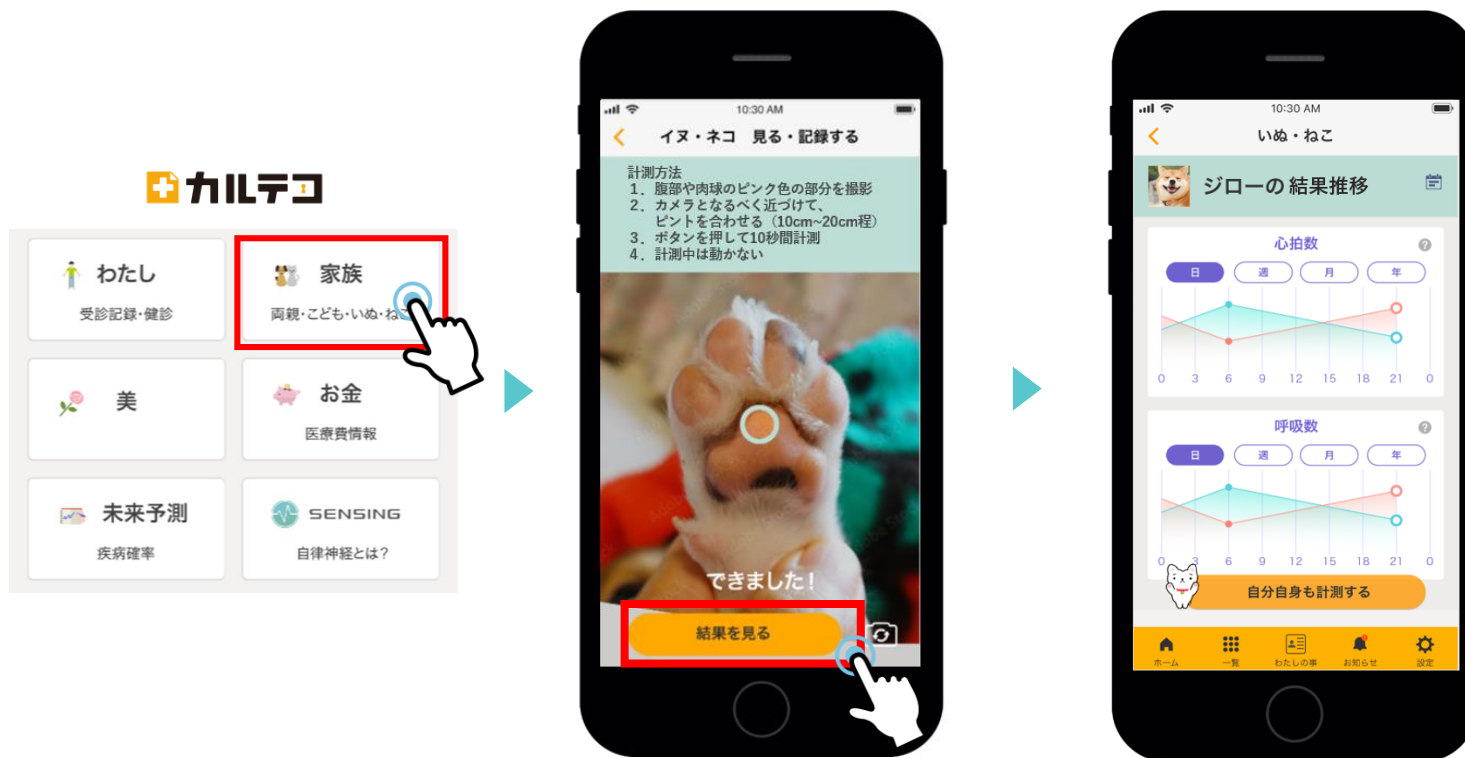 カルテコ
わたし
受診記録・健診
家族
両親・こども・いぬ・ねこ
美
お金
医療費情報
未来予測
疾病確率
SENSING
自律神経とは?
10:30 AM
イヌ・ネコ 見る・記録する
計測方法
1. 腹部や肉球のピンク色の部分を撮影
2. カメラとなるべく近づけて、
ピントを合わせる（10cm~20cm程）
3. ボタンを押して10秒間計測
4. 計測中は動かない
できました！
結果を見る
10:30 AM
いぬ・ねこ
ジローの 結果推移
心拍数 ?
日 週 月 年
0 3 6 9 12 15 18 21 0
呼吸数 ?
日 週 月 年
0 3 6 9 12 15 18 21 0
自分自身も計測する
ホーム 一覧 わたしの事 お知らせ 設定